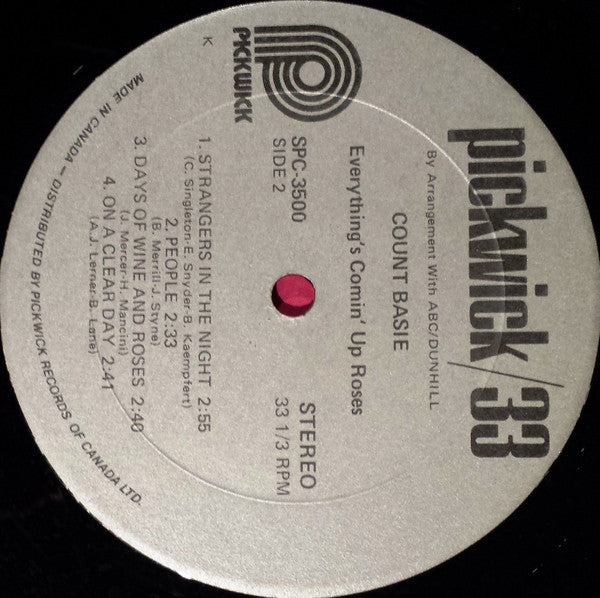 pickwick/33
By Arrangement With ABC/DUNHILL
COUNT BASIE
Everything's Comin' Up Roses
PICKWICK
SPC-3500
SIDE 2
STEREO
33 1/3 RPM
K
1. STRANGERS IN THE NIGHT 2:55
(C. Singleton-E. Snyder-B. Kaempfert)
2. PEOPLE 2:33
(B. Merrill-J. Styne)
3. DAYS OF WINE AND ROSES 2:40
(J. Mercer-H. Mancini)
4. ON A CLEAR DAY 2:41
(A.J. Lerner-B. Lane)
MADE IN CANADA – DISTRIBUTED BY PICKWICK RECORDS OF CANADA LTD.